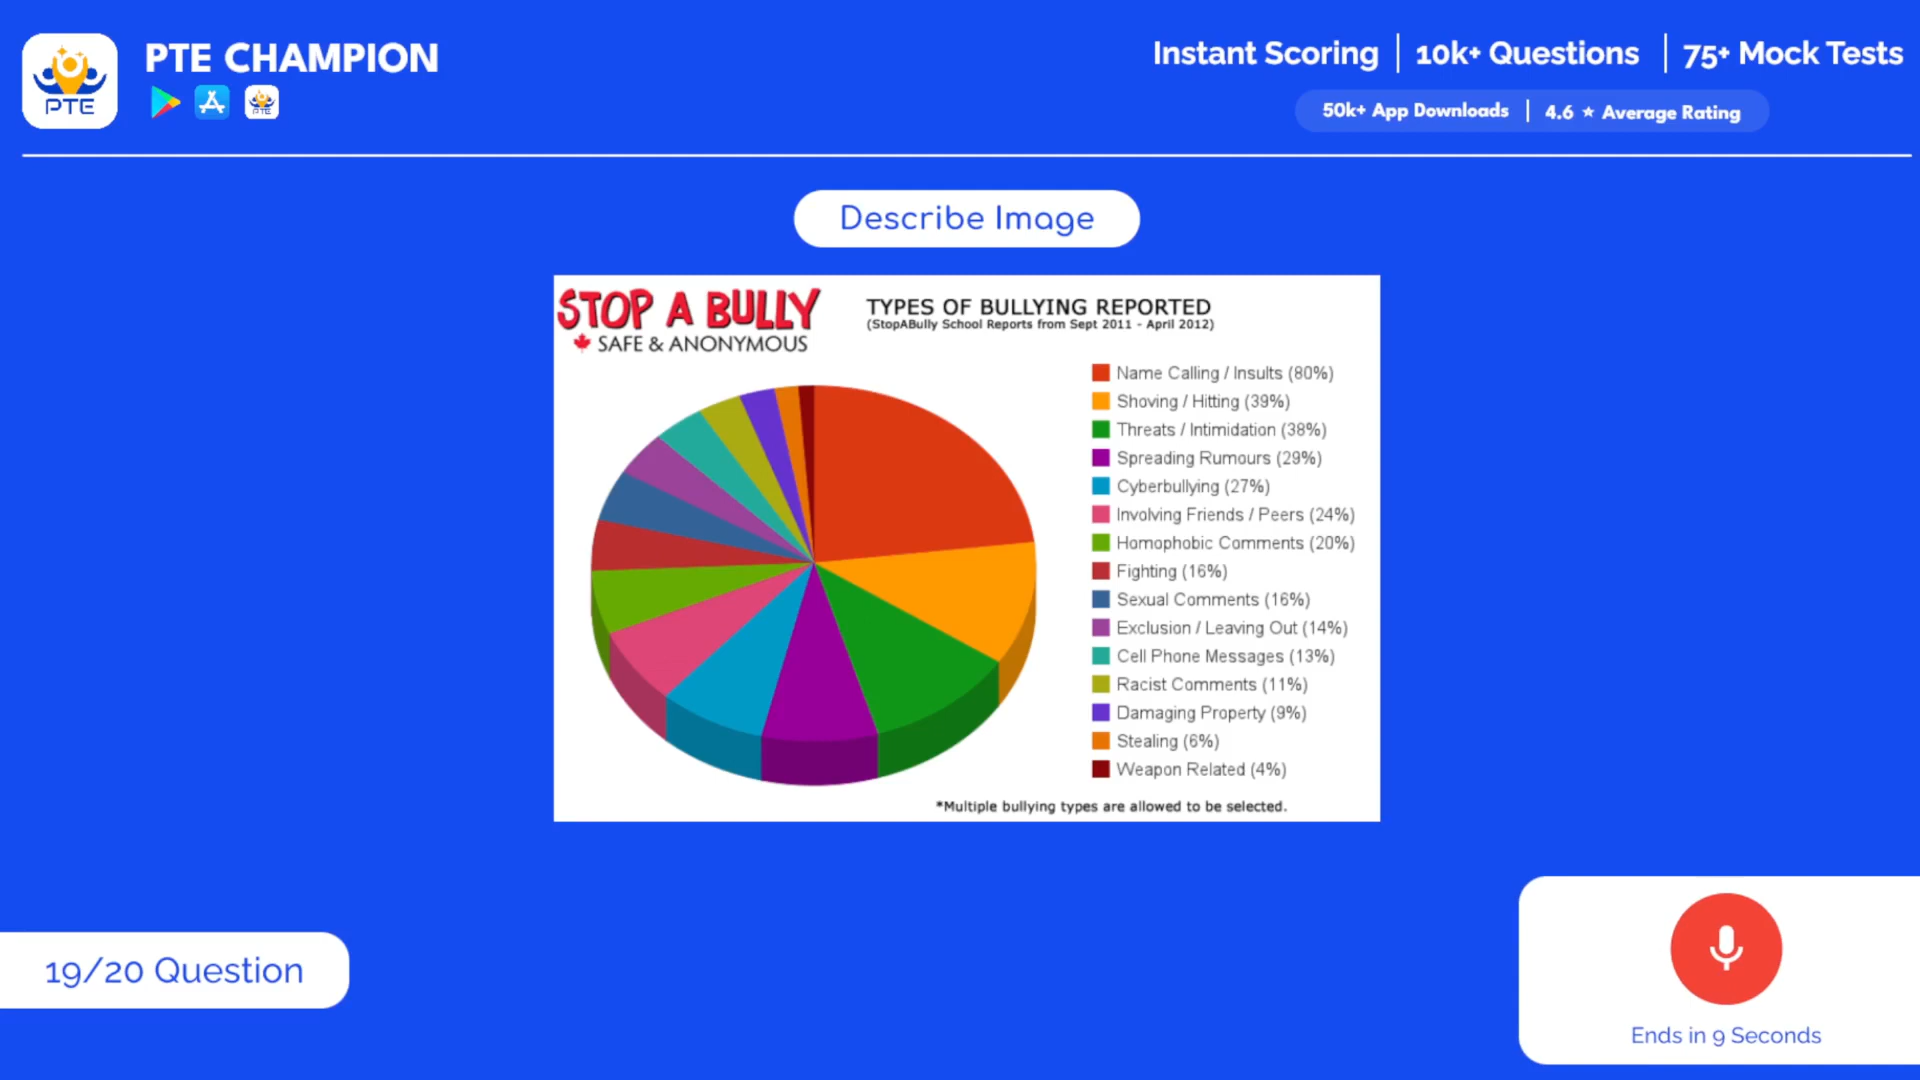 PTE CHAMPION
PTE
PTE
Instant Scoring | 10k+ Questions | 75+ Mock Tests
50k+ App Downloads | 4.6 ★ Average Rating
Describe Image
STOP A BULLY
SAFE & ANONYMOUS
TYPES OF BULLYING REPORTED
(StopABully School Reports from Sept 2011 - April 2012)
Name Calling / Insults (80%)
Shoving / Hitting (39%)
Threats / Intimidation (38%)
Spreading Rumours (29%)
Cyberbullying (27%)
Involving Friends / Peers (24%)
Homophobic Comments (20%)
Fighting (16%)
Sexual Comments (16%)
Exclusion / Leaving Out (14%)
Cell Phone Messages (13%)
Racist Comments (11%)
Damaging Property (9%)
Stealing (6%)
Weapon Related (4%)
*Multiple bullying types are allowed to be selected.
19/20 Question
Ends in 9 Seconds